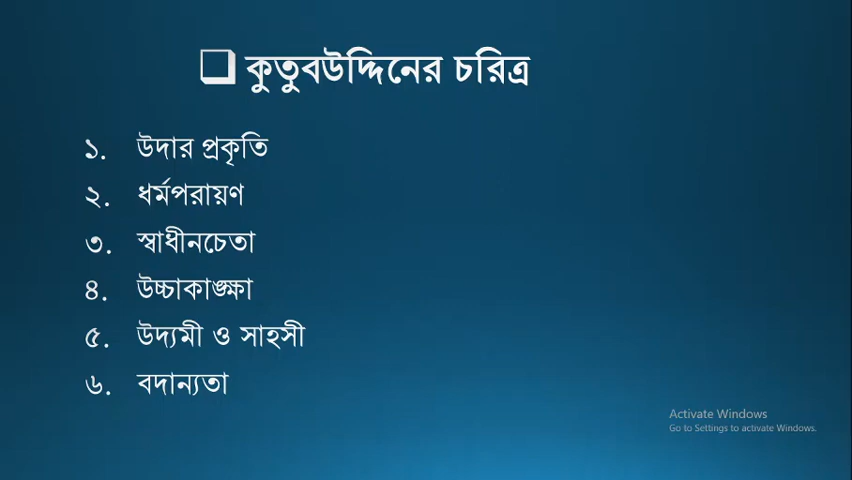 ❑ কুতুবউদ্দিনের চরিত্র
১. উদার প্রকৃতি
২. ধর্মপরায়ণ
৩. স্বাধীনচেতা
৪. উচ্চাকাঙ্ক্ষা
৫. উদ্যমী ও সাহসী
৬. বদান্যতা
Activate Windows
Go to Settings to activate Windows.